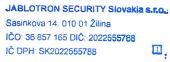 JABLOTRON SECURITY Slovakia s.r.o.
Sasinkova 14, 010 01 Žilina
IČO: 36 857 165 DIČ: 2022555788
IČ DPH: SK2022555788